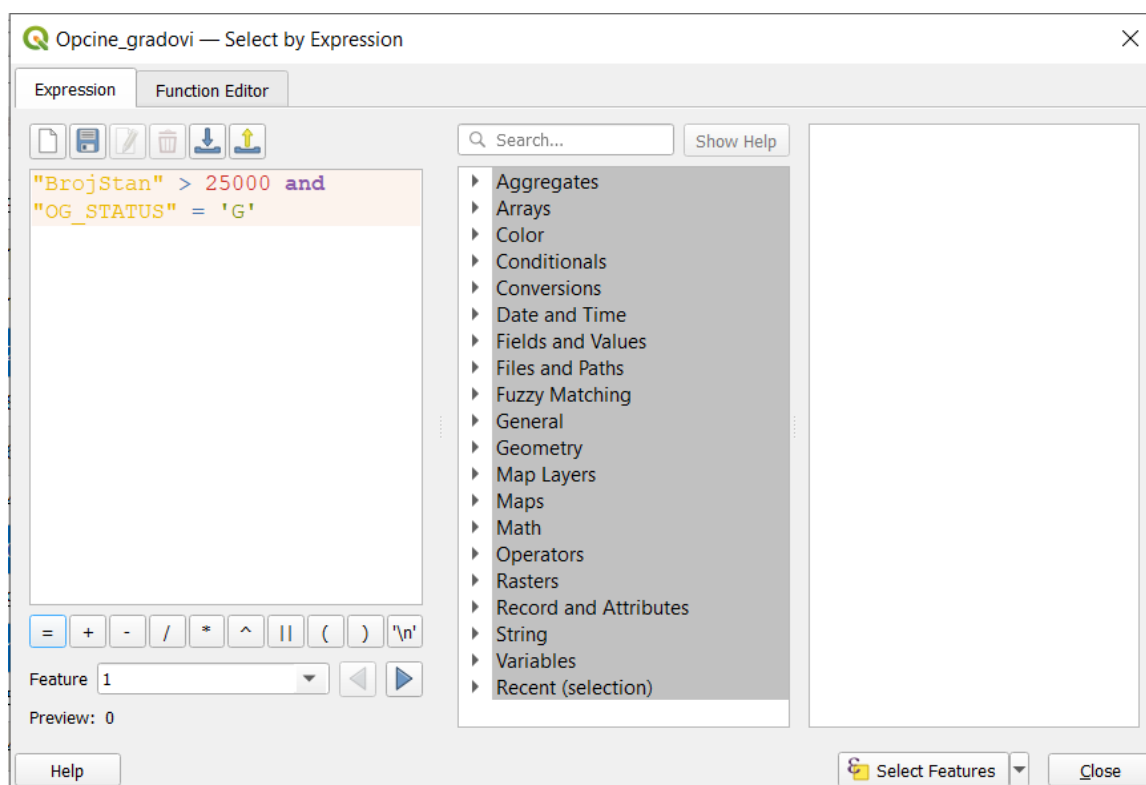 Opcine_gradovi — Select by Expression
Expression
Function Editor
Search...
Show Help
"BrojStan" > 25000 and
"OG_STATUS" = 'G'
Aggregates
Arrays
Color
Conditionals
Conversions
Date and Time
Fields and Values
Files and Paths
Fuzzy Matching
General
Geometry
Map Layers
Maps
Math
Operators
Rasters
Record and Attributes
String
Variables
Recent (selection)
= + - / * ^ || ( ) '\n'
Feature 1
Preview: 0
Help
Select Features
Close